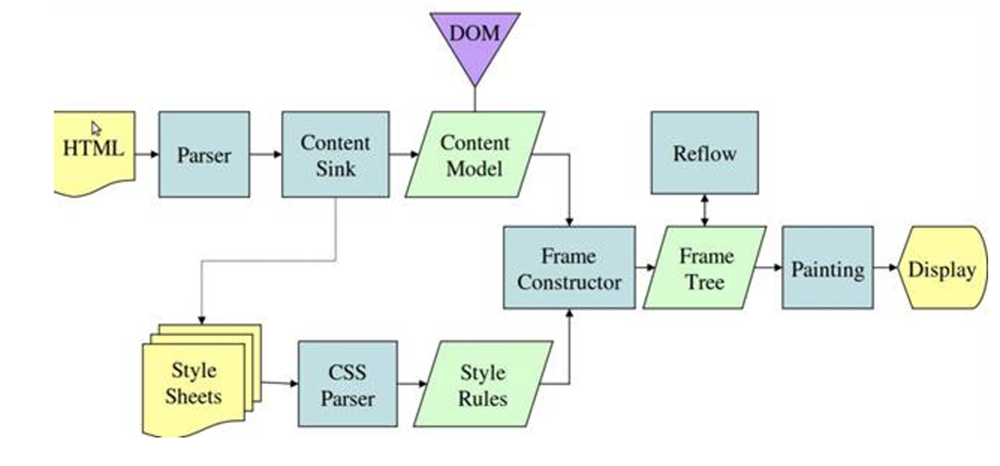 DOM
HTML
Parser
Content
Sink
Content
Model
Reflow
Frame
Constructor
Frame
Tree
Painting
Display
Style
Sheets
CSS
Parser
Style
Rules